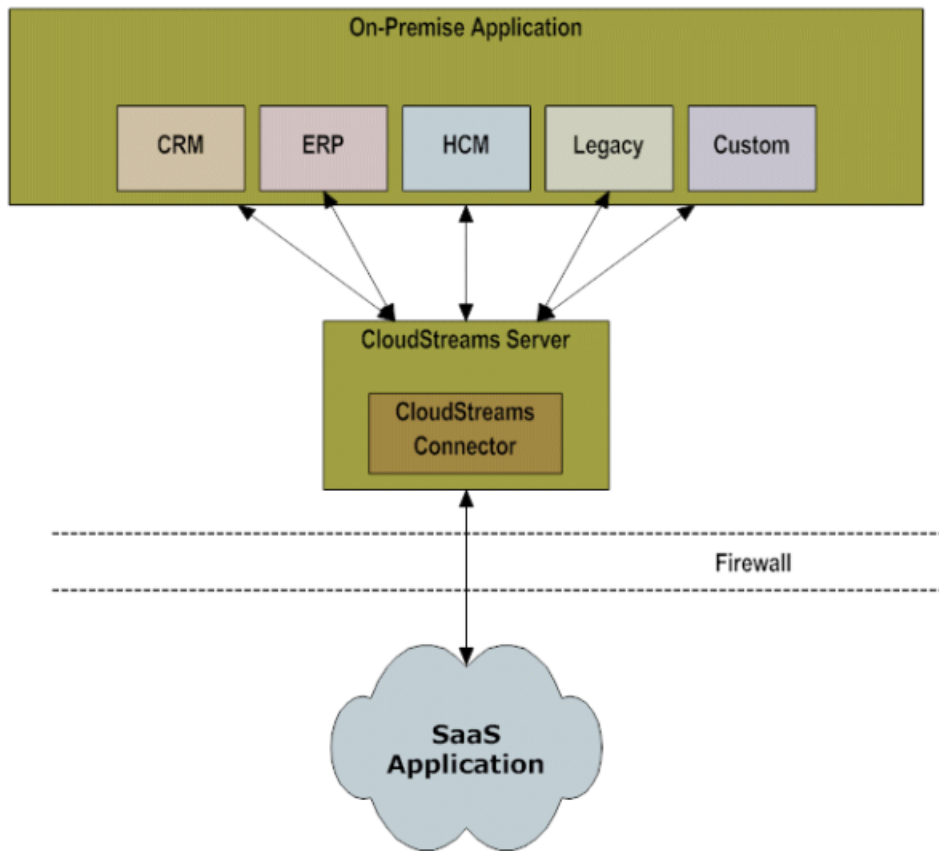 On-Premise Application
CRM
ERP
HCM
Legacy
Custom
CloudStreams Server
CloudStreams
Connector
Firewall
SaaS
Application